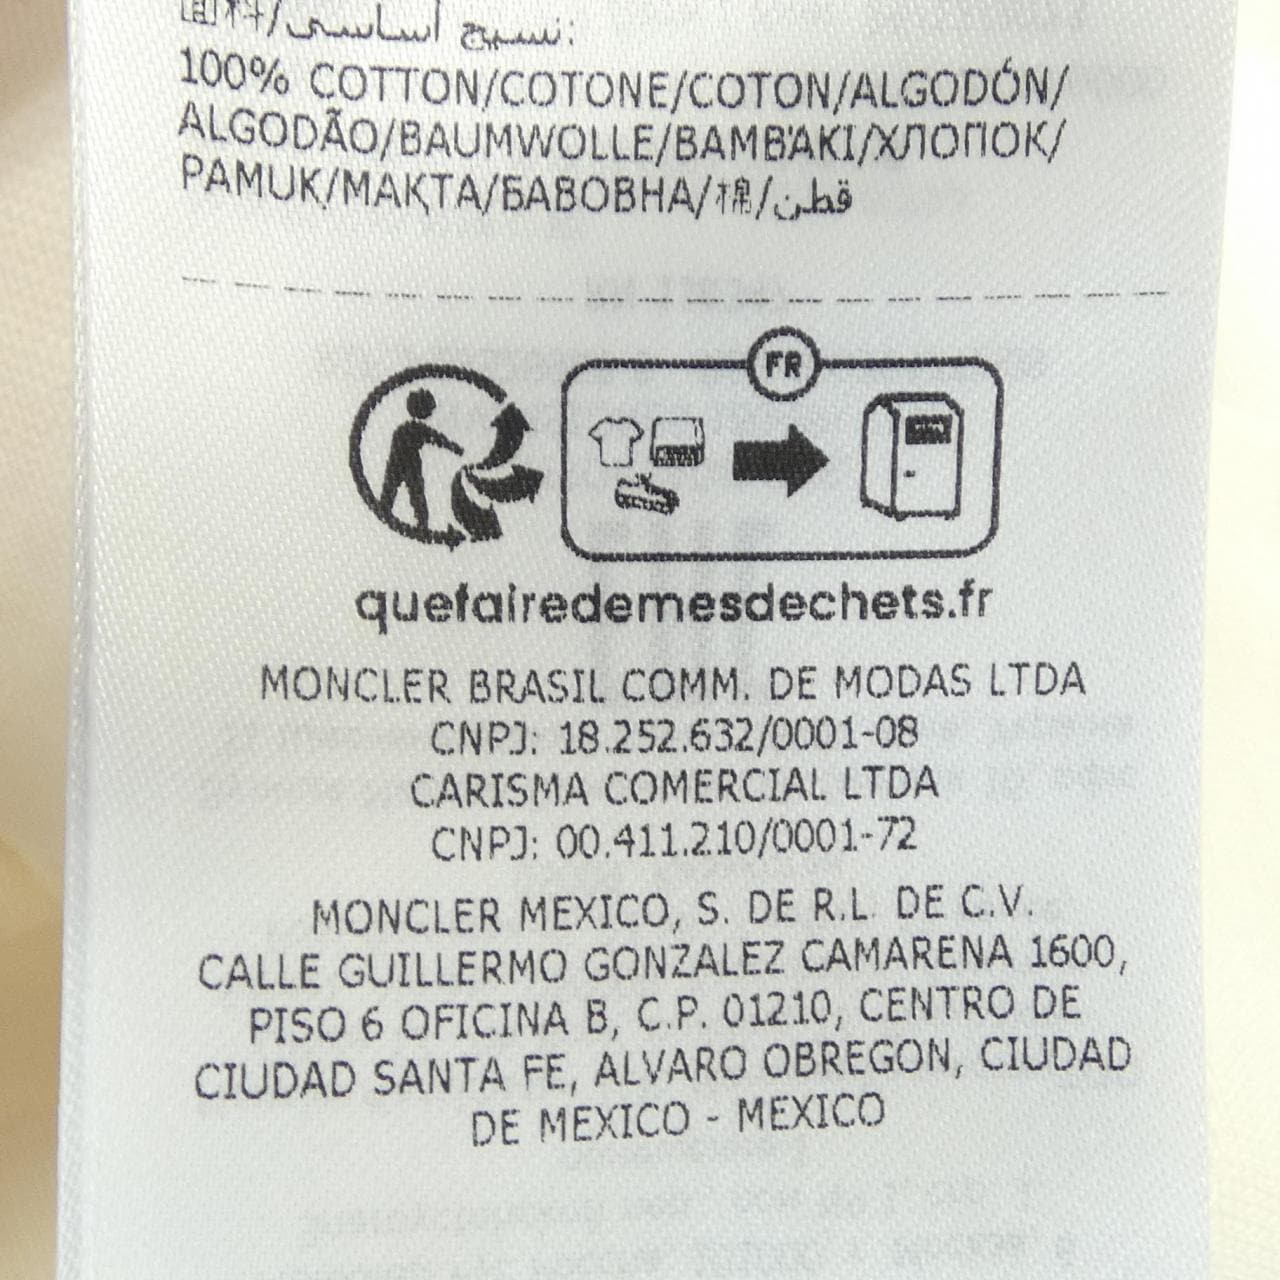 面料/نسيج أساسي:
100% COTTON/COTONE/COTON/ALGODÓN/
ALGODÃO/BAUMWOLLE/BAMBAKI/ХЛОПОК/
PAMUK/МАҚТА/БАВОВНА/棉/قطن
FR
quefairedemesdechets.fr
MONCLER BRASIL COMM. DE MODAS LTDA
CNPJ: 18.252.632/0001-08
CARISMA COMERCIAL LTDA
CNPJ: 00.411.210/0001-72
MONCLER MEXICO, S. DE R.L. DE C.V.
CALLE GUILLERMO GONZALEZ CAMARENA 1600,
PISO 6 OFICINA B, C.P. 01210, CENTRO DE
CIUDAD SANTA FE, ALVARO OBREGON, CIUDAD
DE MEXICO - MEXICO